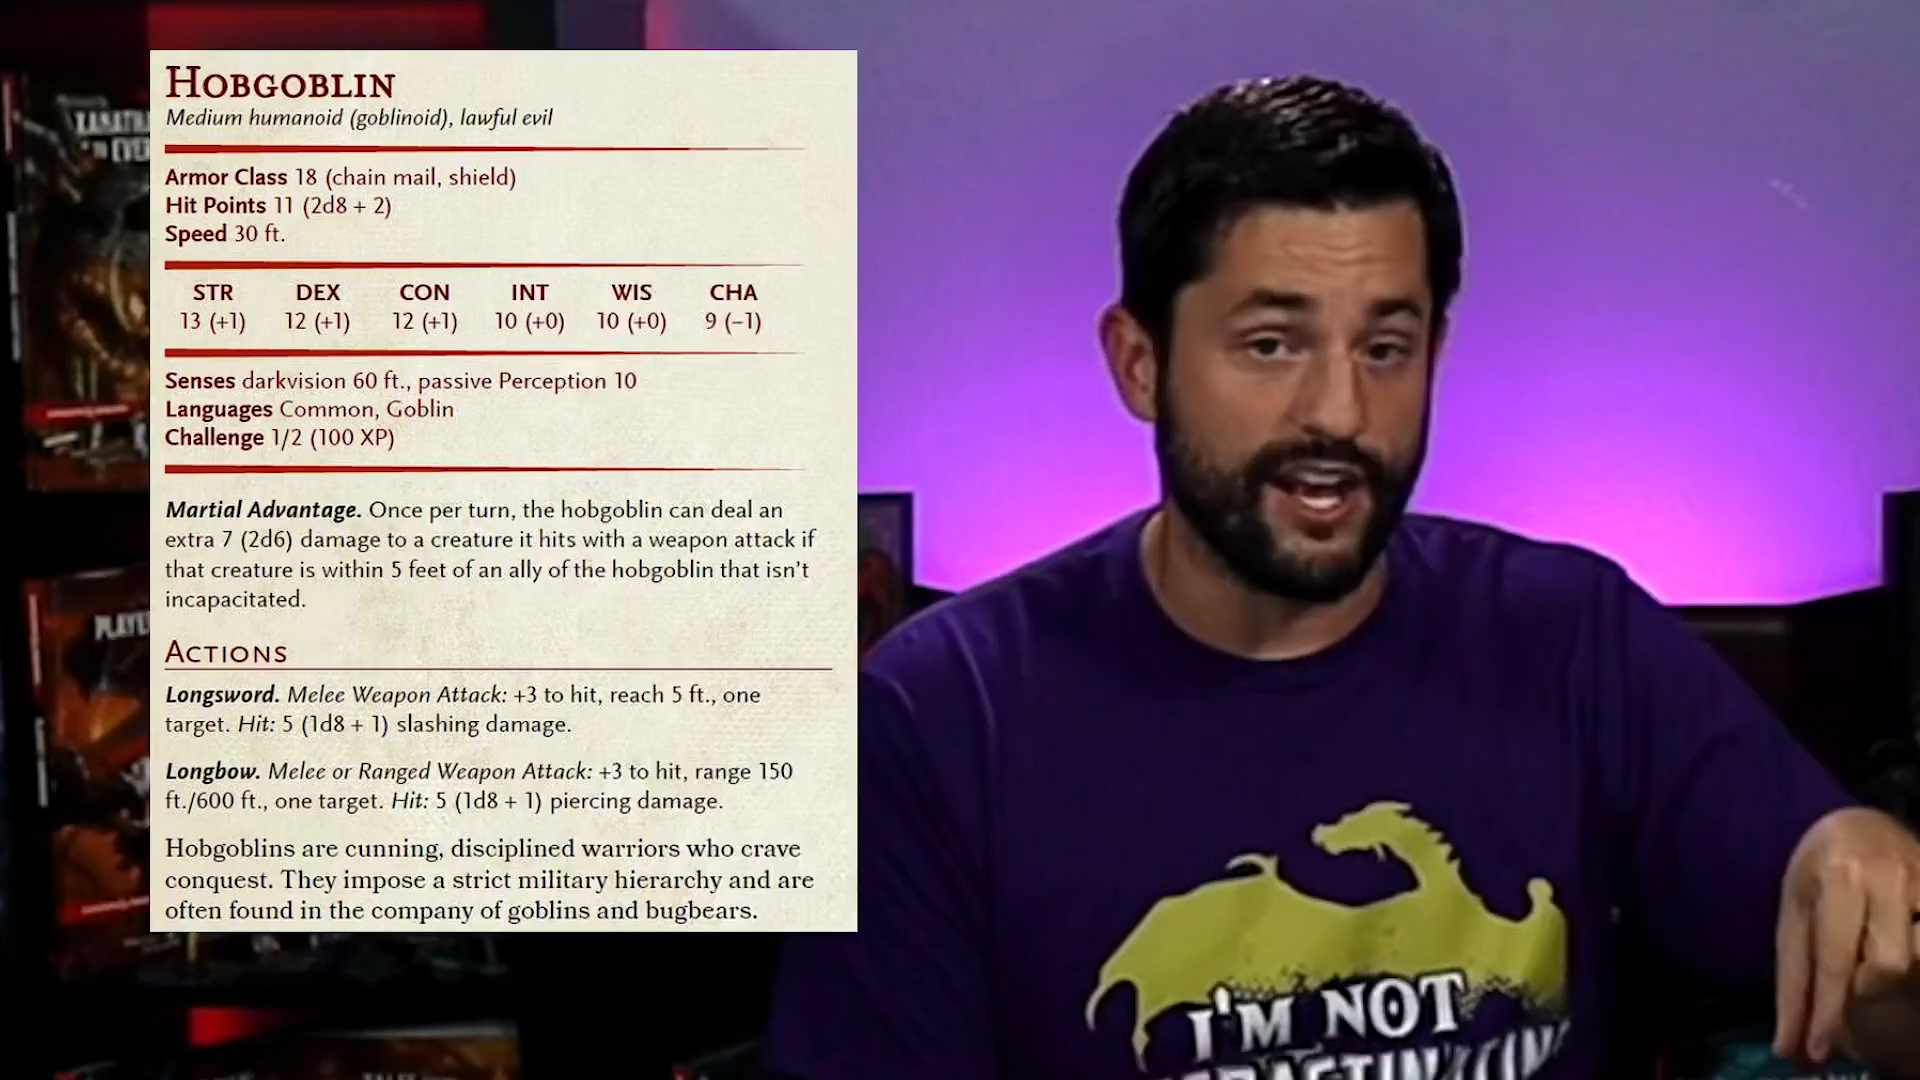 HOBGOBLIN
Medium humanoid (goblinoid), lawful evil
Armor Class 18 (chain mail, shield)
Hit Points 11 (2d8 + 2)
Speed 30 ft.
STR DEX CON INT WIS CHA
13 (+1) 12 (+1) 12 (+1) 10 (+0) 10 (+0) 9 (−1)
Senses darkvision 60 ft., passive Perception 10
Languages Common, Goblin
Challenge 1/2 (100 XP)
Martial Advantage. Once per turn, the hobgoblin can deal an
extra 7 (2d6) damage to a creature it hits with a weapon attack if
that creature is within 5 feet of an ally of the hobgoblin that isn't
incapacitated.
ACTIONS
Longsword. Melee Weapon Attack: +3 to hit, reach 5 ft., one
target. Hit: 5 (1d8 + 1) slashing damage.
Longbow. Melee or Ranged Weapon Attack: +3 to hit, range 150
ft./600 ft., one target. Hit: 5 (1d8 + 1) piercing damage.
Hobgoblins are cunning, disciplined warriors who crave
conquest. They impose a strict military hierarchy and are
often found in the company of goblins and bugbears.
I'M NOT